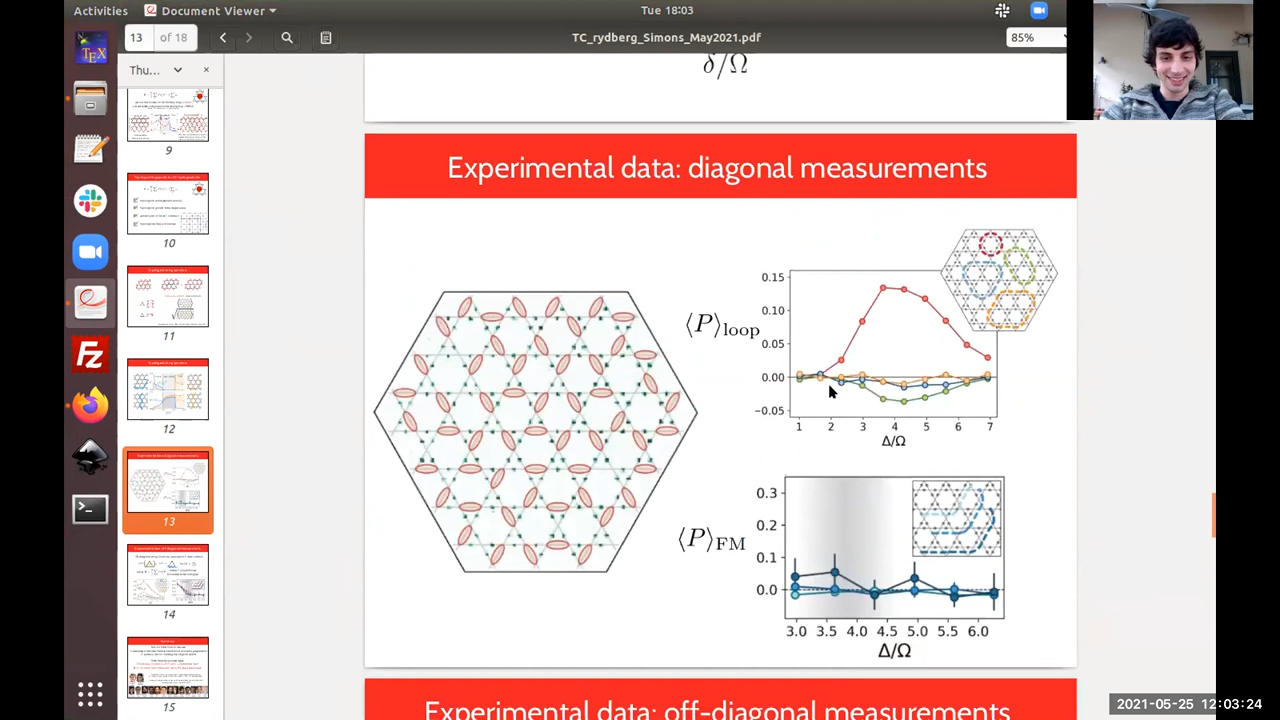 Activities
Document Viewer
Tue 18:03
13 of 18
TC_rydberg_Simons_May2021.pdf
85%
Thu...
9
10
11
12
13
14
15
δ/Ω
Experimental data: diagonal measurements
⟨P⟩loop
0.15
0.10
0.05
0.00
−0.05
1 2 3 4 5 6 7
Δ/Ω
⟨P⟩FM
0.3
0.2
0.1
0.0
3.0 3.5 4.0 4.5 5.0 5.5 6.0
Δ/Ω
Experimental data: off-diagonal measurements
2021-05-25 12:03:24